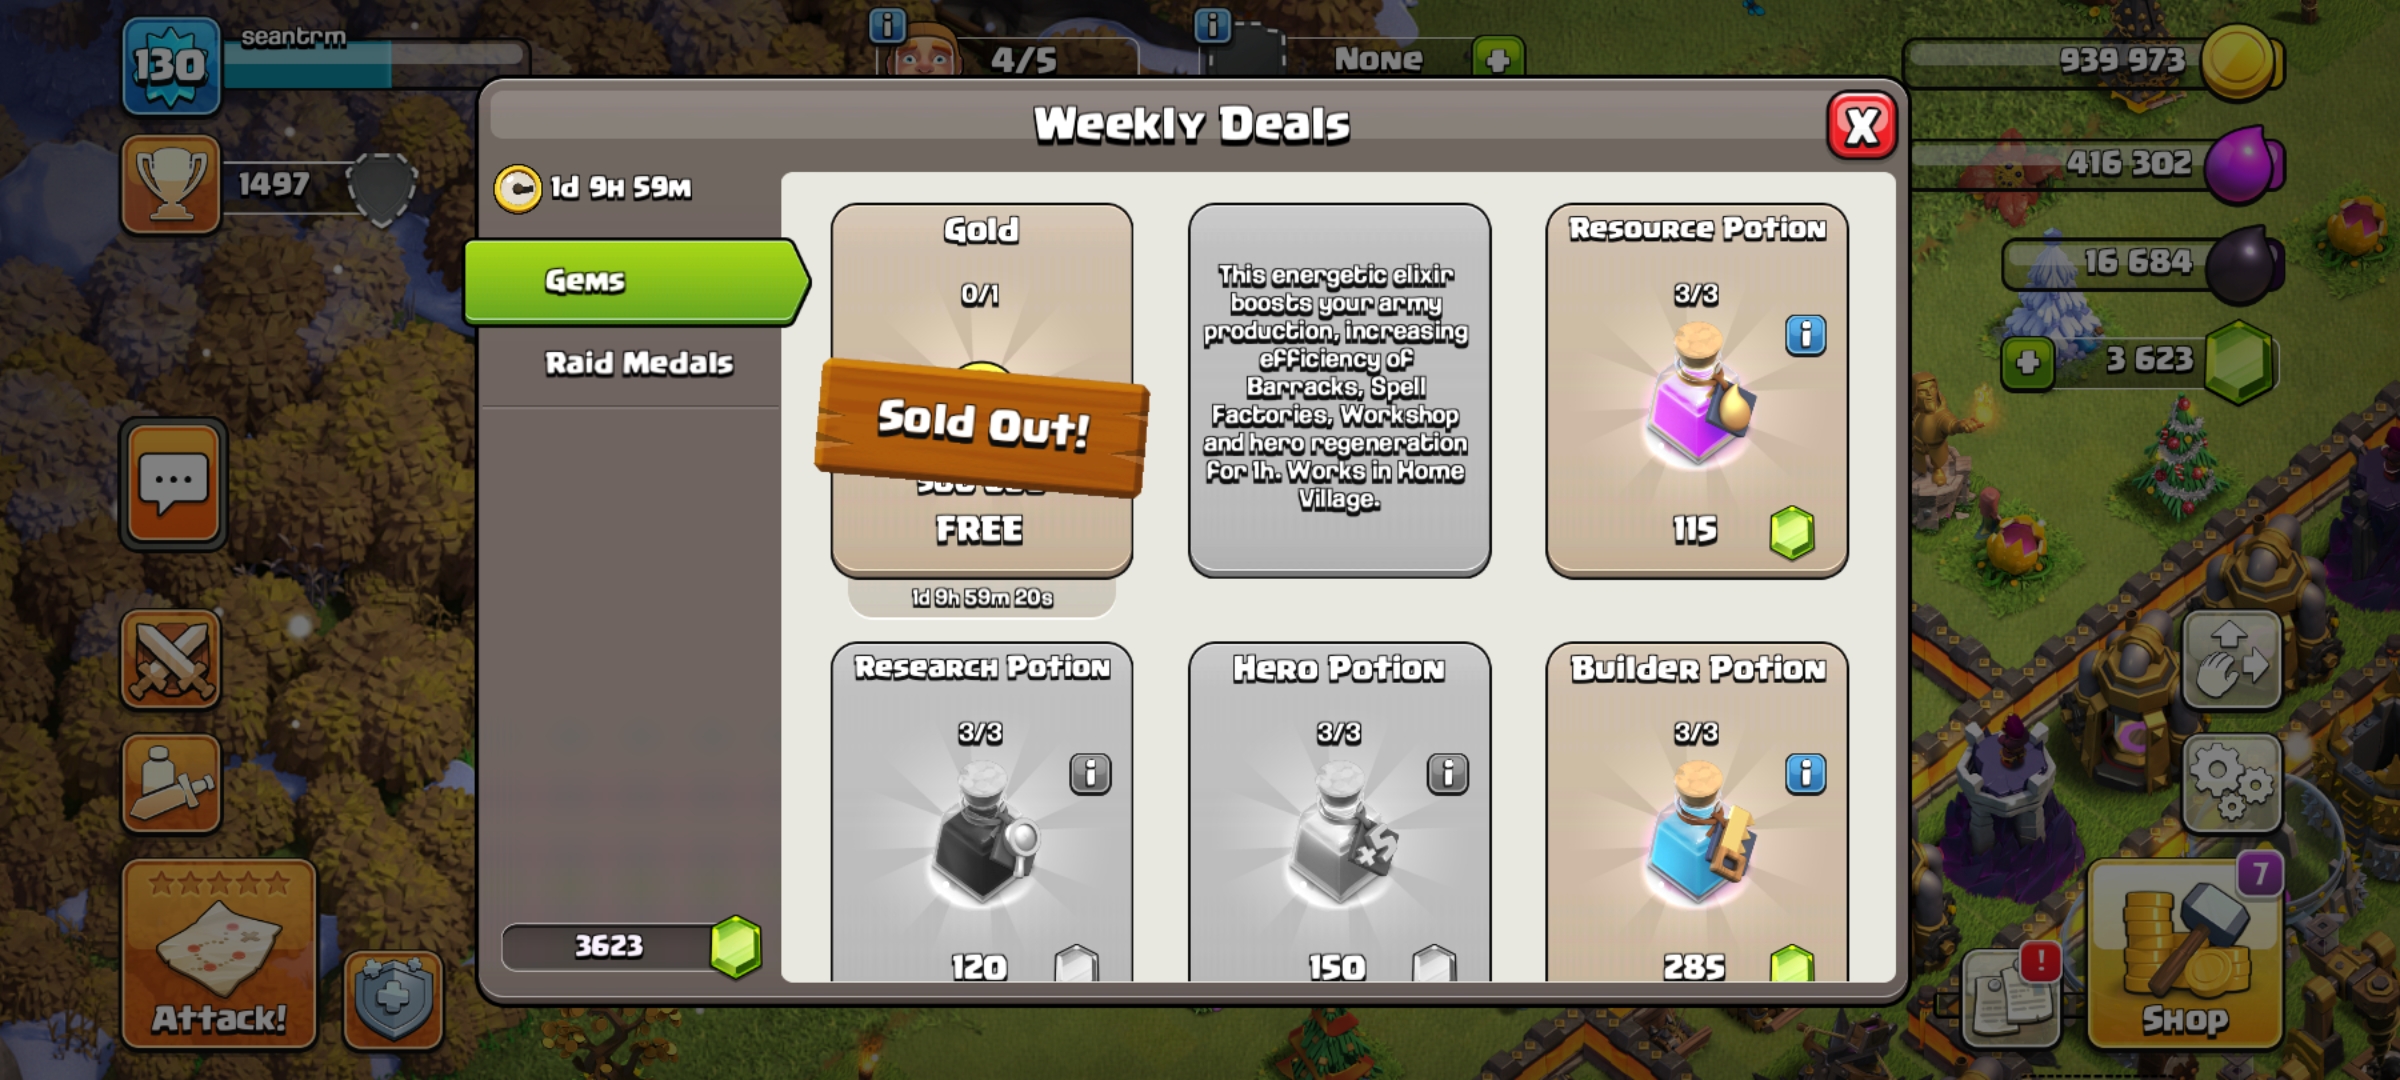 130
seantrm
4/5
None
939 973
1497
416 302
16 684
3 623
Weekly Deals
X
1d 9H 59M
Gems
Raid Medals
3623
Gold
0/1
Sold Out!
FREE
1d 9h 59m 20s
This energetic elixir
boosts your army
production, increasing
efficiency of
Barracks, Spell
Factories, Workshop
and hero regeneration
for 1h. Works in Home
Village.
Resource Potion
3/3
115
Research Potion
3/3
120
Hero Potion
3/3
x5
150
Builder Potion
3/3
285
Attack!
7
!
Shop